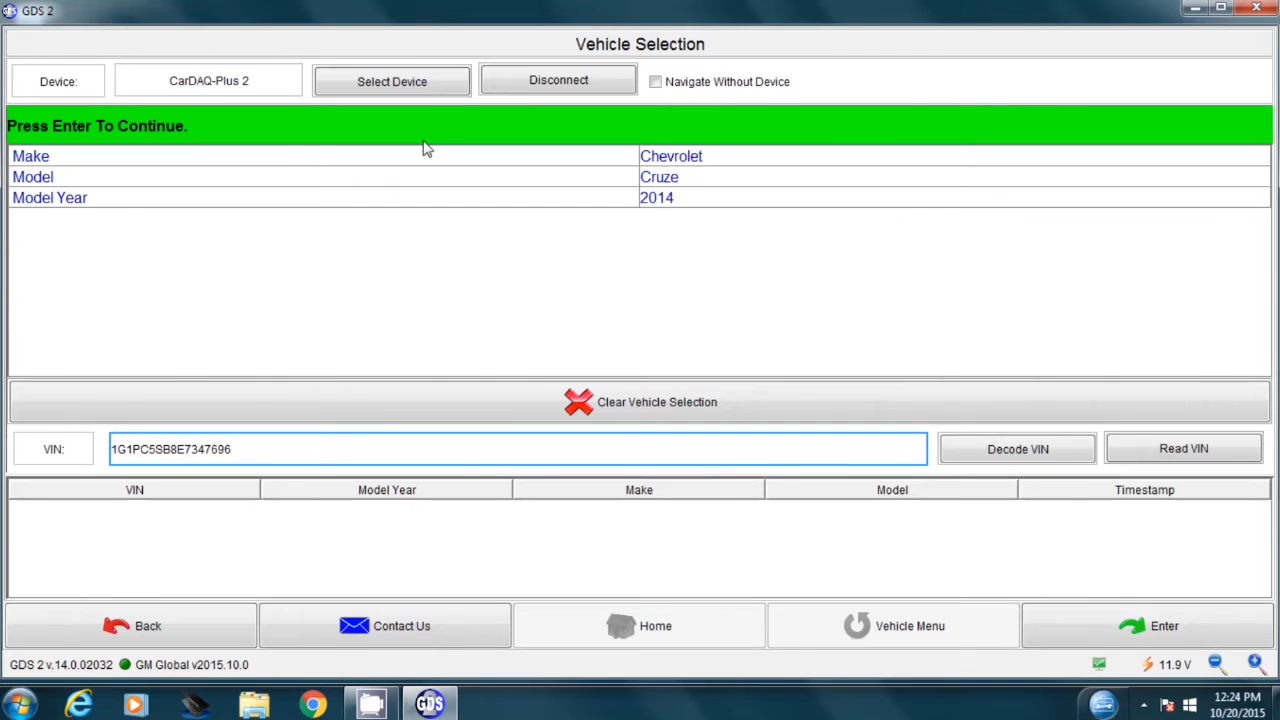 GDS 2
Vehicle Selection
Device: CarDAQ-Plus 2 Select Device Disconnect Navigate Without Device
Press Enter To Continue.
Make Chevrolet
Model Cruze
Model Year 2014
Clear Vehicle Selection
VIN: 1G1PC5SB8E7347696 Decode VIN Read VIN
VIN Model Year Make Model Timestamp
Back Contact Us Home Vehicle Menu Enter
GDS 2 v.14.0.02032 GM Global v2015.10.0 11.9 V
GDS 12:24 PM
10/20/2015